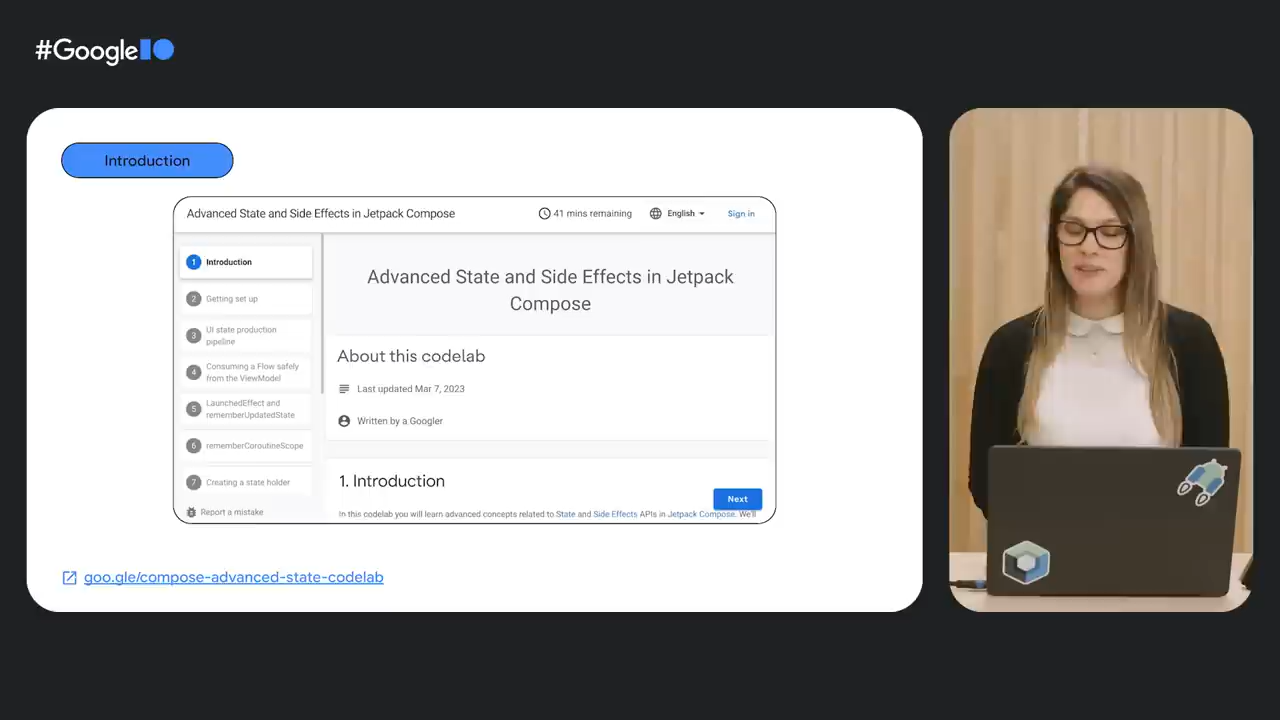 #Google IO
Introduction
Advanced State and Side Effects in Jetpack Compose
41 mins remaining
English
Sign in
1 Introduction
2 Getting set up
3 UI state production
pipeline
4 Consuming a Flow safely
from the ViewModel
5 LaunchedEffect and
rememberUpdatedState
6 rememberCoroutineScope
7 Creating a state holder
Report a mistake
Advanced State and Side Effects in Jetpack
Compose
About this codelab
Last updated Mar 7, 2023
Written by a Googler
1. Introduction
Next
In this codelab you will learn advanced concepts related to State and Side Effects APIs in Jetpack Compose. We'll
goo.gle/compose-advanced-state-codelab